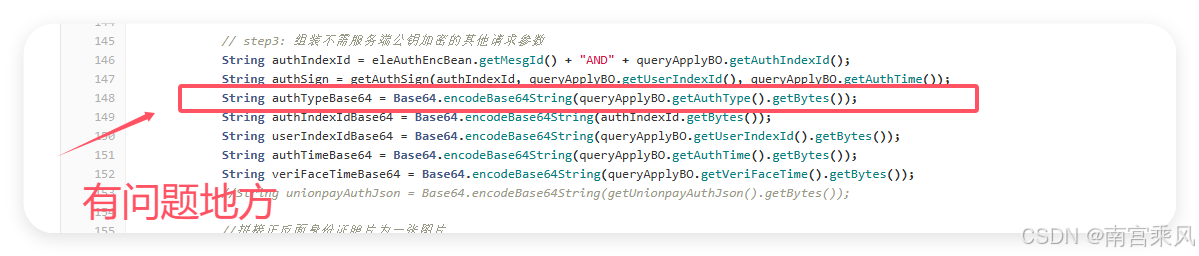 145 // step3: 组装不需服务端公钥加密的其他请求参数
146 String authIndexId = eleAuthEncBean.getMesgId() + "AND" + queryApplyBO.getAuthIndexId();
147 String authSign = getAuthSign(authIndexId, queryApplyBO.getUserIndexId(), queryApplyBO.getAuthTime());
148 String authTypeBase64 = Base64.encodeBase64String(queryApplyBO.getAuthType().getBytes());
149 String authIndexIdBase64 = Base64.encodeBase64String(authIndexId.getBytes());
150 String userIndexIdBase64 = Base64.encodeBase64String(queryApplyBO.getUserIndexId().getBytes());
151 String authTimeBase64 = Base64.encodeBase64String(queryApplyBO.getAuthTime().getBytes());
152 String veriFaceTimeBase64 = Base64.encodeBase64String(queryApplyBO.getVeriFaceTime().getBytes());
//String unionpayAuthJson = Base64.encodeBase64String(getUnionpayAuthJson().getBytes());
有问题地方
155 //拼接正反面身份证照片为一张图片
CSDN @南宫乘风